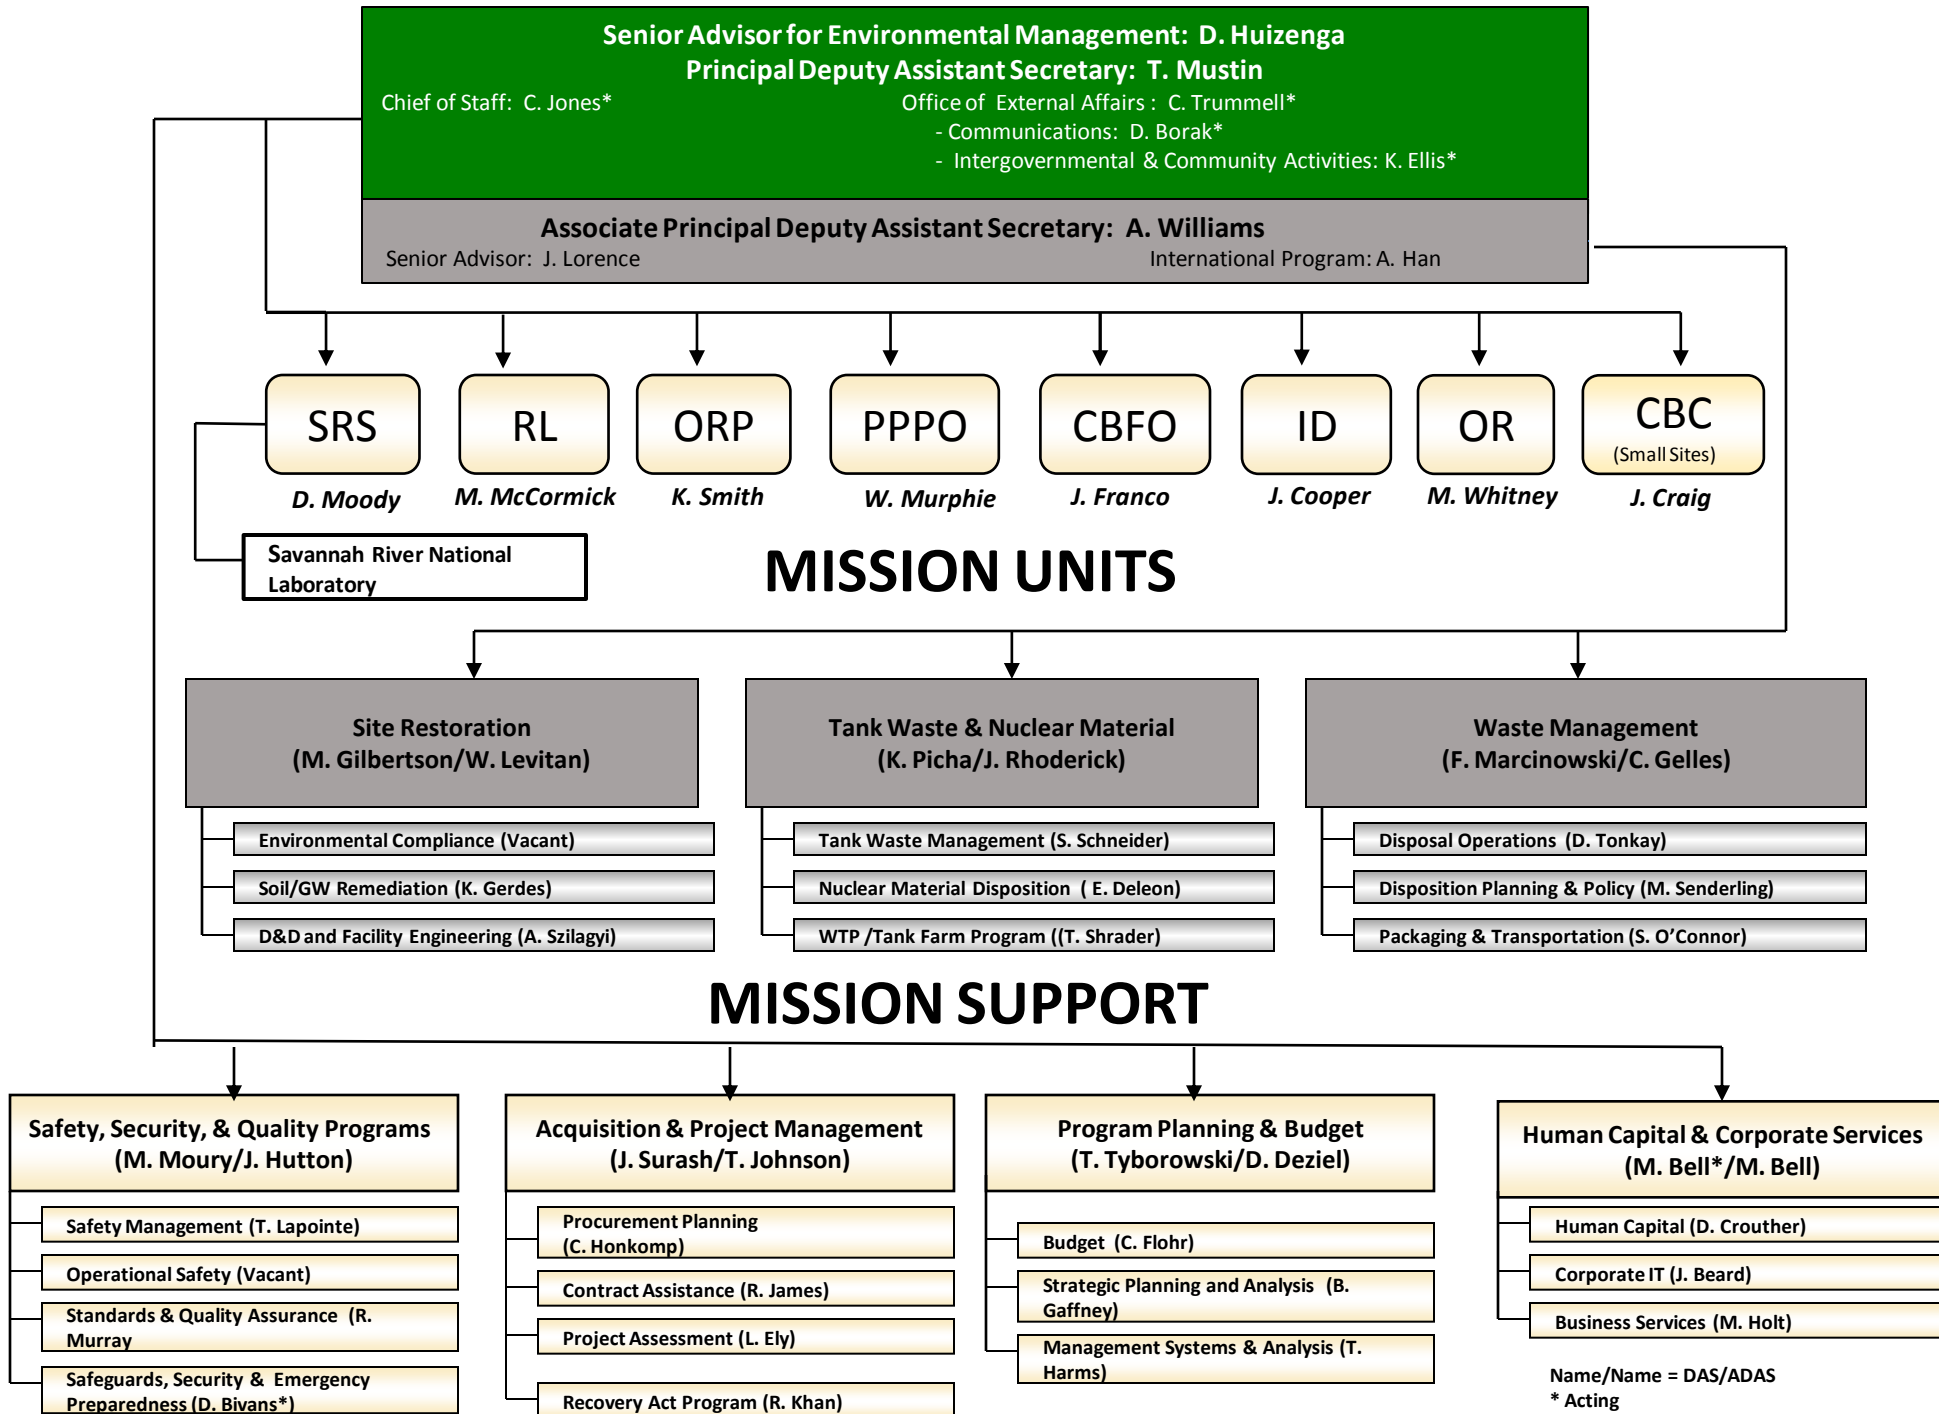 Senior Advisor for Environmental Management: D. Huizenga
Principal Deputy Assistant Secretary: T. Mustin
Chief of Staff: C. Jones*
Office of External Affairs : C. Trummell*
- Communications: D. Borak*
- Intergovernmental & Community Activities: K. Ellis*
Associate Principal Deputy Assistant Secretary: A. Williams
Senior Advisor: J. Lorence
International Program: A. Han
SRS
RL
ORP
PPPO
CBFO
ID
OR
CBC
(Small Sites)
D. Moody
M. McCormick
K. Smith
W. Murphie
J. Franco
J. Cooper
M. Whitney
J. Craig
Savannah River National
Laboratory
MISSION UNITS
Site Restoration
(M. Gilbertson/W. Levitan)
Environmental Compliance (Vacant)
Soil/GW Remediation (K. Gerdes)
D&D and Facility Engineering (A. Szilagyi)
Tank Waste & Nuclear Material
(K. Picha/J. Rhoderick)
Tank Waste Management (S. Schneider)
Nuclear Material Disposition ( E. Deleon)
WTP /Tank Farm Program ((T. Shrader)
Waste Management
(F. Marcinowski/C. Gelles)
Disposal Operations (D. Tonkay)
Disposition Planning & Policy (M. Senderling)
Packaging & Transportation (S. O'Connor)
MISSION SUPPORT
Safety, Security, & Quality Programs
(M. Moury/J. Hutton)
Safety Management (T. Lapointe)
Operational Safety (Vacant)
Standards & Quality Assurance (R.
Murray
Safeguards, Security & Emergency
Preparedness (D. Bivans*)
Acquisition & Project Management
(J. Surash/T. Johnson)
Procurement Planning
(C. Honkomp)
Contract Assistance (R. James)
Project Assessment (L. Ely)
Recovery Act Program (R. Khan)
Program Planning & Budget
(T. Tyborowski/D. Deziel)
Budget (C. Flohr)
Strategic Planning and Analysis (B.
Gaffney)
Management Systems & Analysis (T.
Harms)
Human Capital & Corporate Services
(M. Bell*/M. Bell)
Human Capital (D. Crouther)
Corporate IT (J. Beard)
Business Services (M. Holt)
Name/Name = DAS/ADAS
* Acting